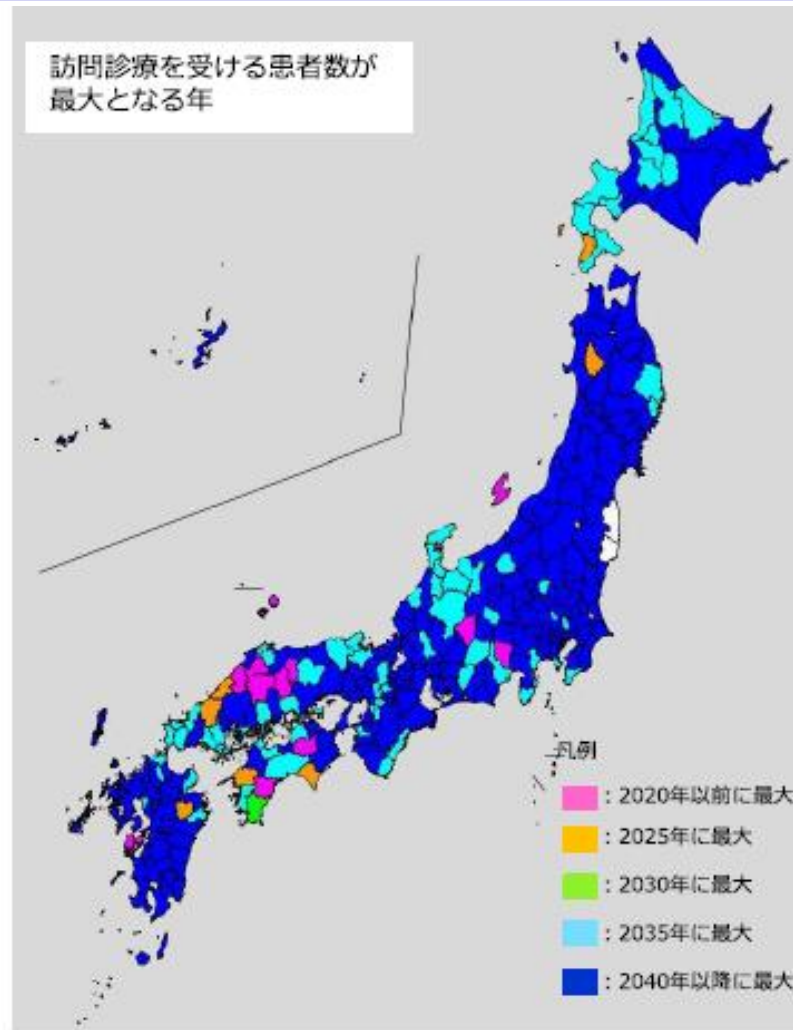 訪問診療を受ける患者数が
最大となる年
凡例
：2020年以前に最大
：2025年に最大
：2030年に最大
：2035年に最大
：2040年以降に最大